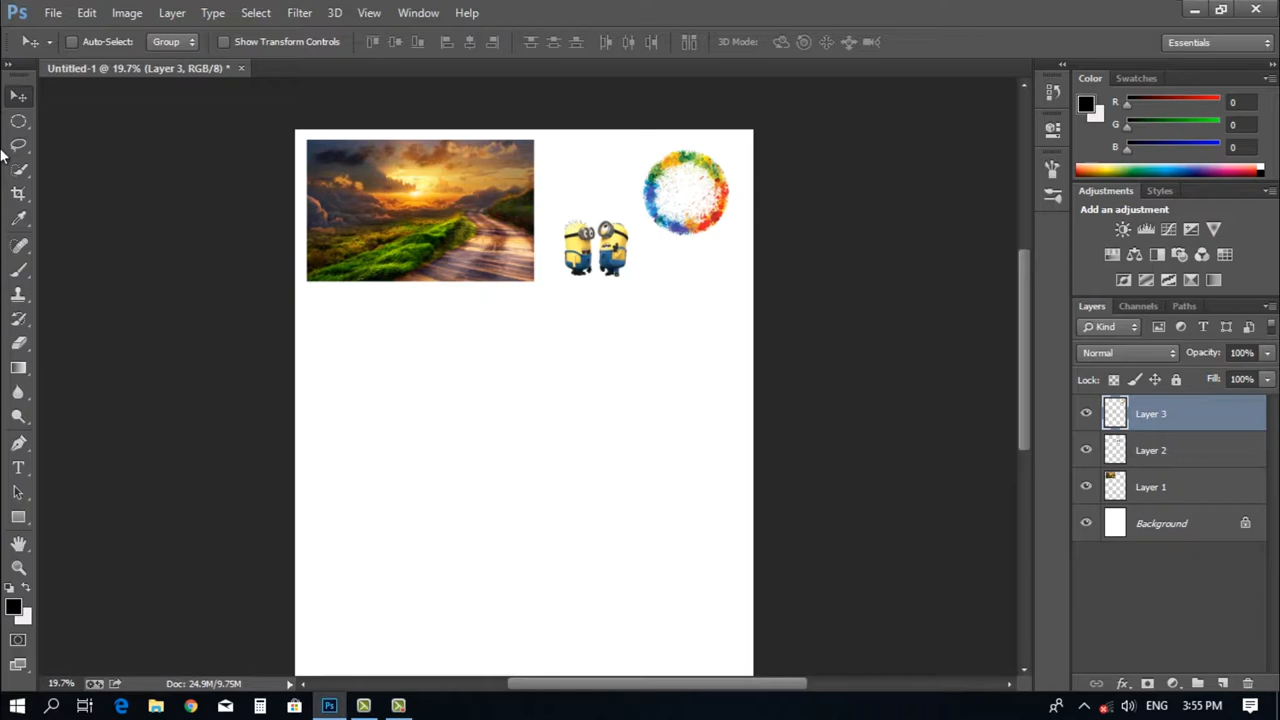 Ps File Edit Image Layer Type Select Filter 3D View Window Help
Auto-Select: Group Show Transform Controls 3D Mode: Essentials
Untitled-1 @ 19.7% (Layer 3, RGB/8) *
Color Swatches
R 0
G 0
B 0
Adjustments Styles
Add an adjustment
Layers Channels Paths
Kind
Normal Opacity: 100%
Lock: Fill: 100%
Layer 3
Layer 2
Layer 1
Background
19.7% Doc: 24.9M/9.75M
Ps ENG 3:55 PM